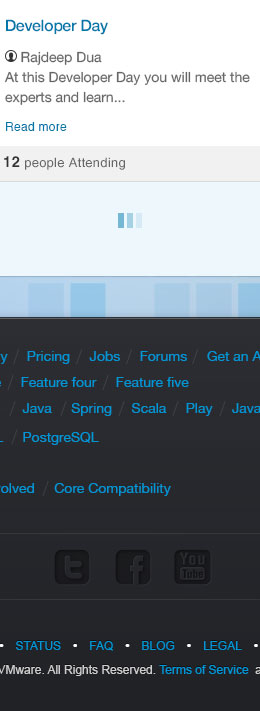 Developer Day
Rajdeep Dua
At this Developer Day you will meet the
experts and learn...
Read more
12 people Attending
/ Pricing / Jobs / Forums / Get an
/ Feature four / Feature five
/ Java / Spring / Scala / Play / Java
/ PostgreSQL
/ Core Compatibility
You
Tube
• STATUS • FAQ • BLOG • LEGAL •
VMware. All Rights Reserved. Terms of Service